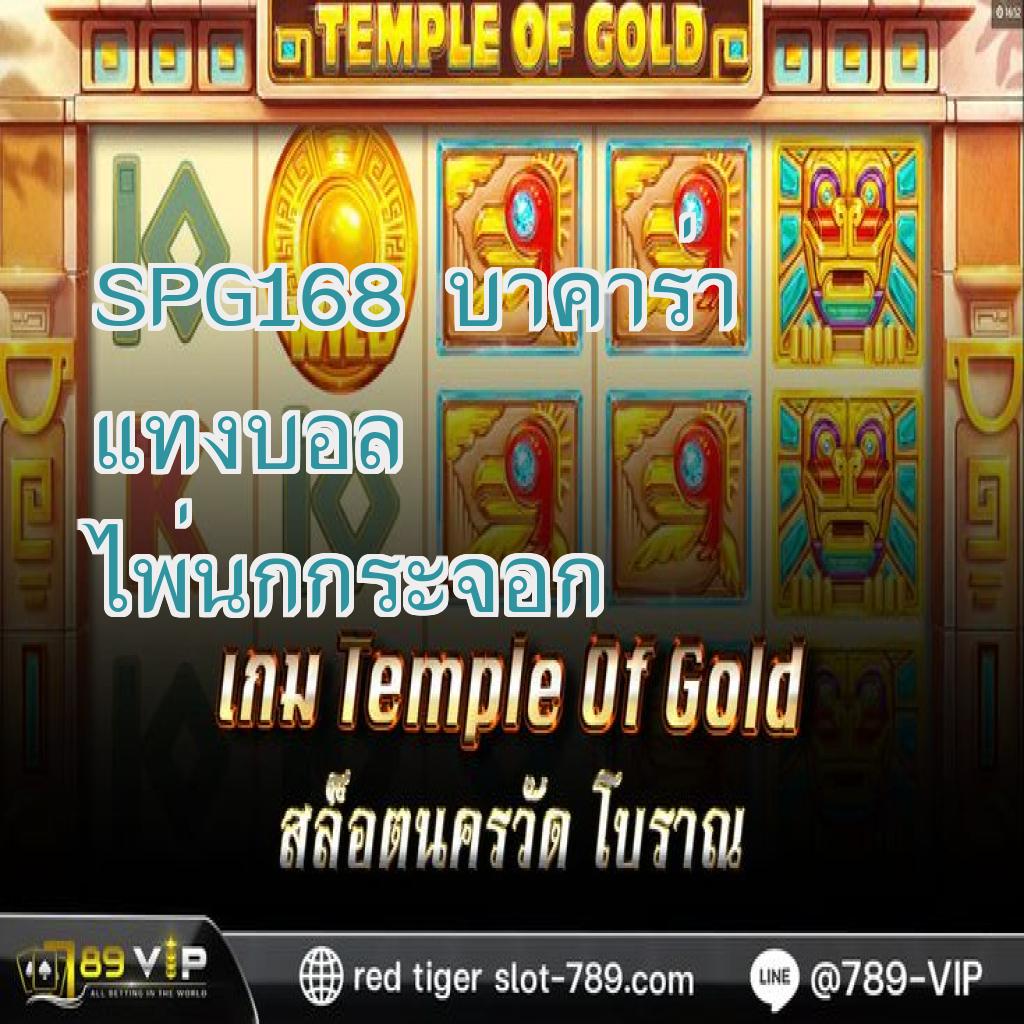 TEMPLE OF GOLD
WILD
SPG168 บาคาร่า
แทงบอล
K
ไพ่นกกระจอก
เกม Temple Of Gold
สล็อตนครวัด โบราณ
789 VIP
ALL BETTING IN THE WORLD
red tiger slot-789.com
LINE @789-VIP